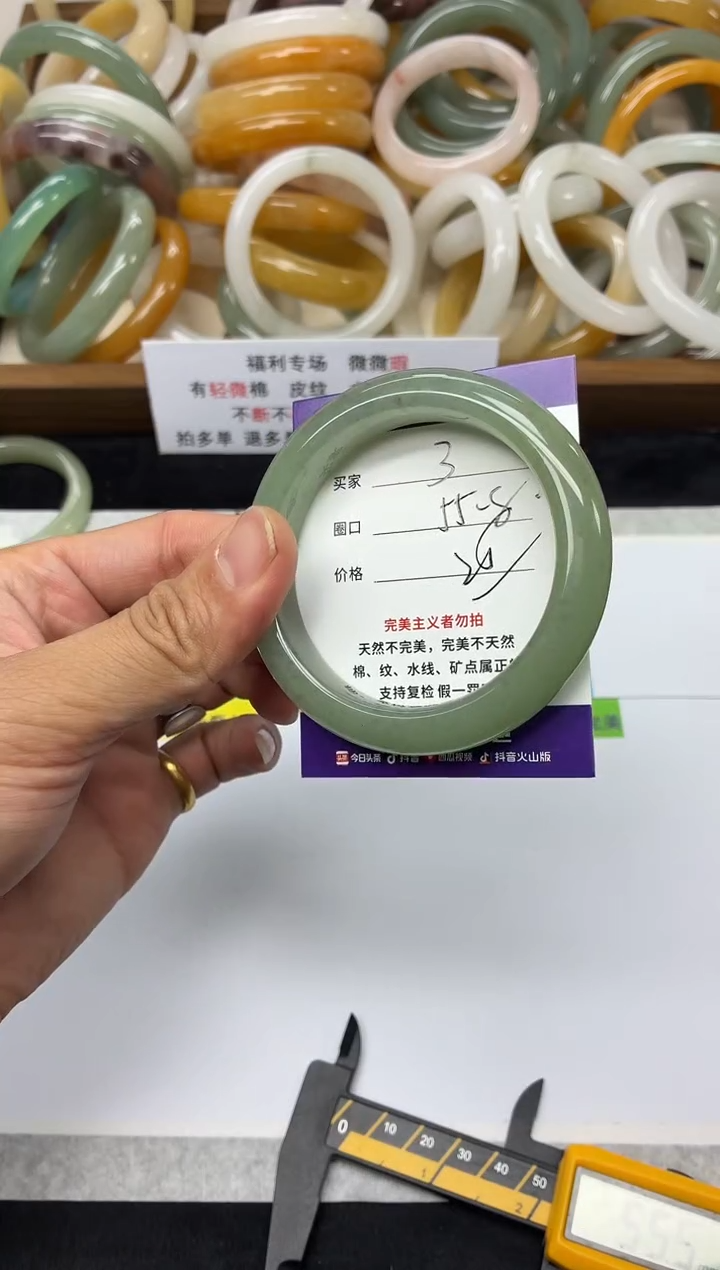 福利专场 微微瑕
有轻微棉 皮纹
不断不
拍多单 退多
买家 3
圈口 55-8
价格
完美主义者勿拍
天然不完美，完美不天然
棉、纹、水线、矿点属正
支持复检 假一罚
今日头条 抖音 西瓜视频 抖音火山版
0 10 20 30 40 50
1 2
555